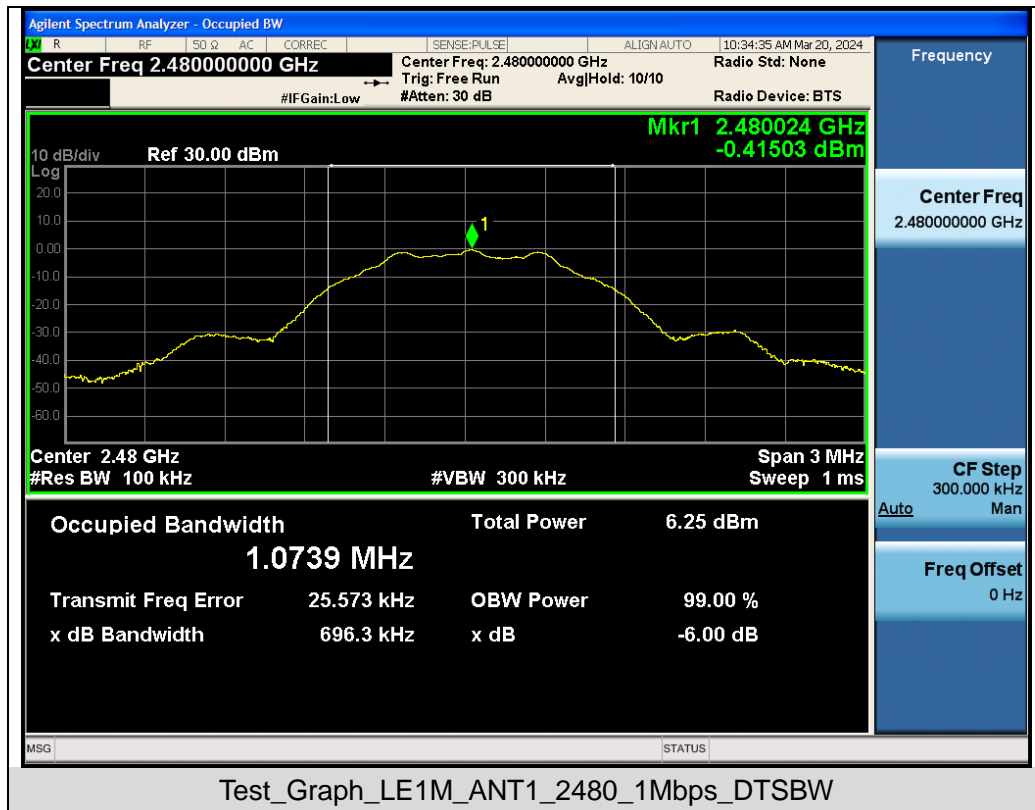 Agilent Spectrum Analyzer - Occupied BW
LXI R RF 50 Ω AC CORREC SENSE:PULSE ALIGN AUTO 10:34:35 AM Mar 20, 2024
Center Freq 2.480000000 GHz
Center Freq: 2.480000000 GHz
Radio Std: None
Trig: Free Run Avg|Hold: 10/10
#IFGain:Low
#Atten: 30 dB
Radio Device: BTS
Mkr1 2.480024 GHz
-0.41503 dBm
10 dB/div Ref 30.00 dBm
Log
20.0
10.0
1
0.00
-10.0
-20.0
-30.0
-40.0
-50.0
-60.0
Center 2.48 GHz Span 3 MHz
#Res BW 100 kHz #VBW 300 kHz Sweep 1 ms
Occupied Bandwidth Total Power 6.25 dBm
1.0739 MHz
Transmit Freq Error 25.573 kHz OBW Power 99.00 %
x dB Bandwidth 696.3 kHz x dB -6.00 dB
MSG STATUS
Frequency
Center Freq
2.480000000 GHz
CF Step
300.000 kHz
Auto Man
Freq Offset
0 Hz
Test_Graph_LE1M_ANT1_2480_1Mbps_DTSBW